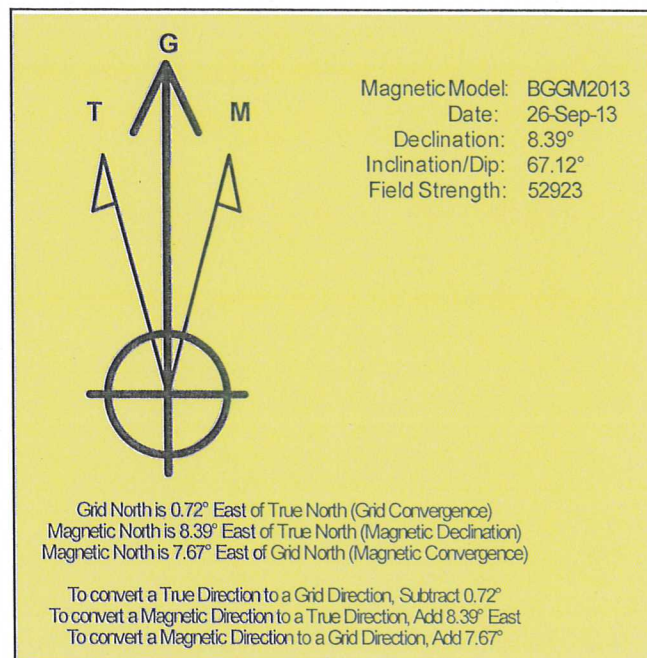 G
T M
Magnetic Model: BGGM2013
Date: 26-Sep-13
Declination: 8.39°
Inclination/Dip: 67.12°
Field Strength: 52923
Grid North is 0.72° East of True North (Grid Convergence)
Magnetic North is 8.39° East of True North (Magnetic Declination)
Magnetic North is 7.67° East of Grid North (Magnetic Convergence)
To convert a True Direction to a Grid Direction, Subtract 0.72°
To convert a Magnetic Direction to a True Direction, Add 8.39° East
To convert a Magnetic Direction to a Grid Direction, Add 7.67°